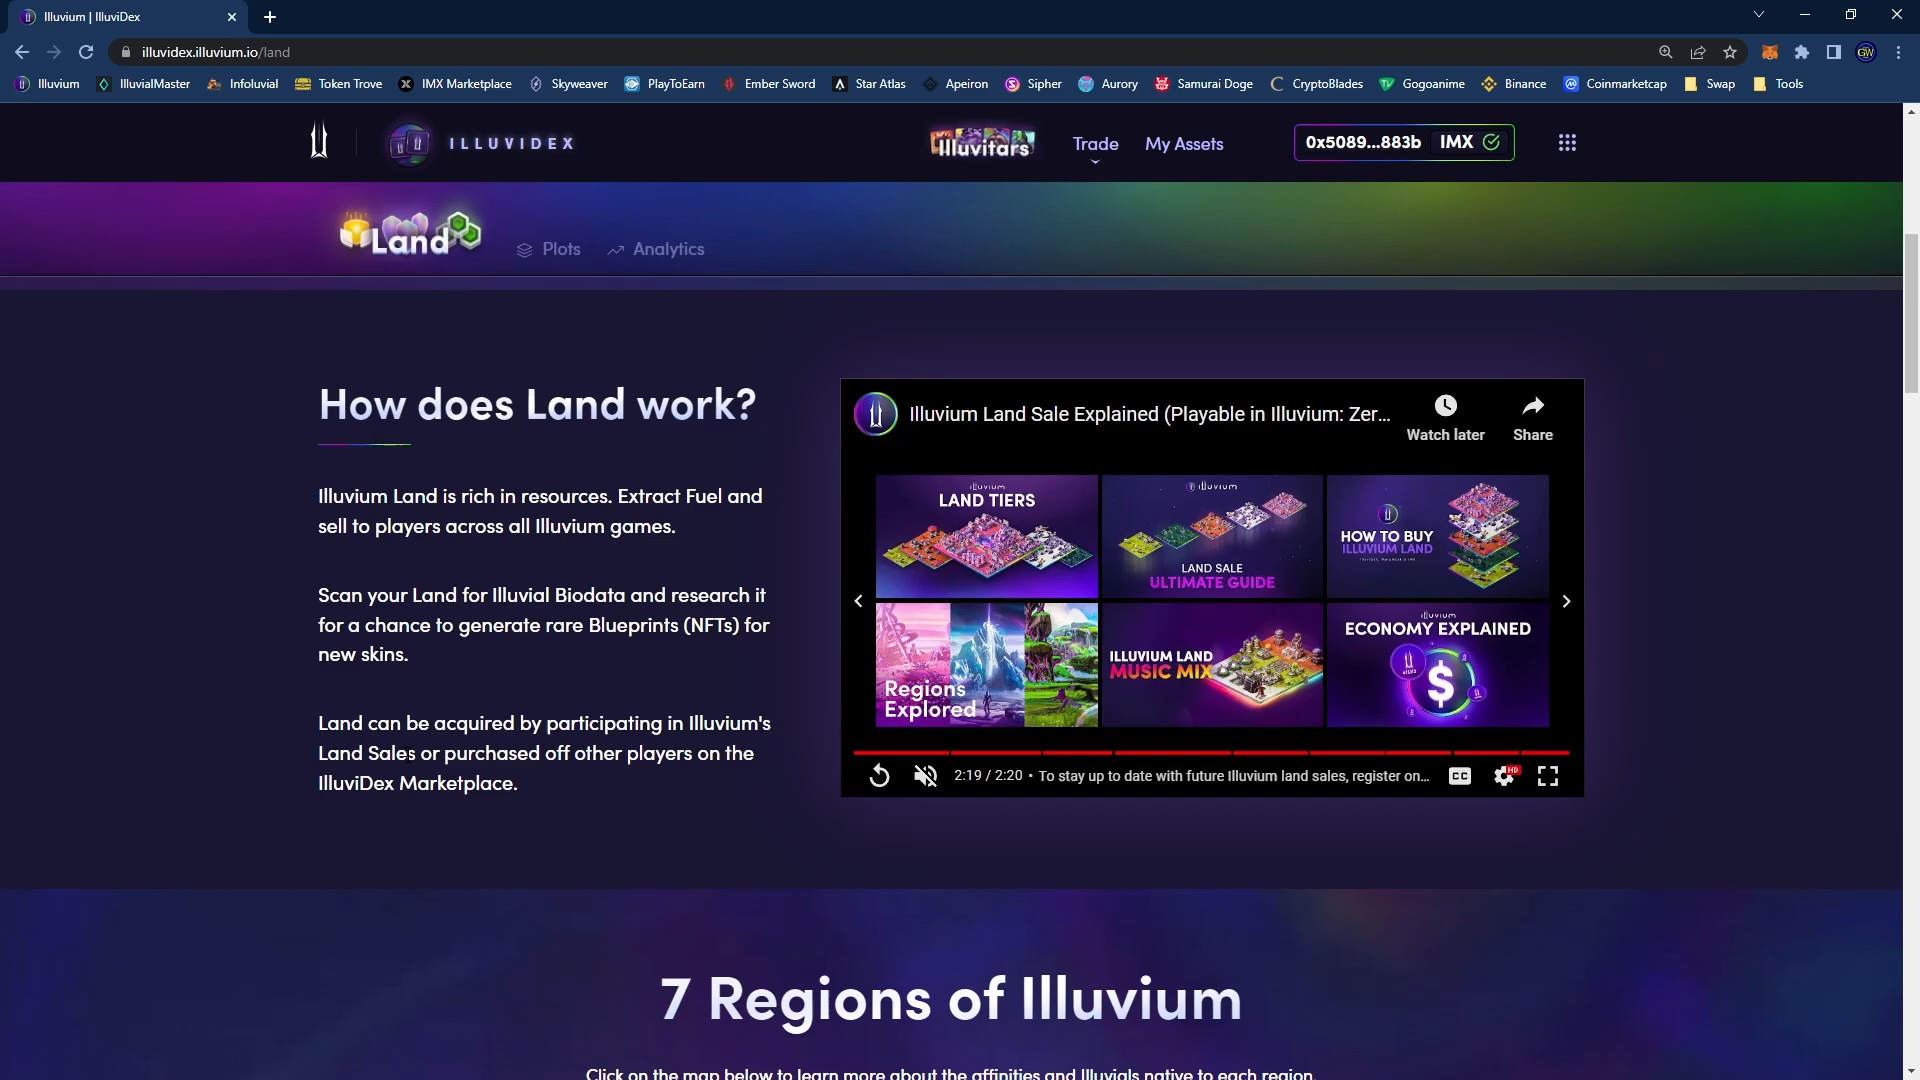 Illuvium | IlluviDex
illuvidex.illuvium.io/land
GW
Illuvium
IlluvialMaster
Infoluvial
Token Trove
IMX Marketplace
Skyweaver
PlayToEarn
Ember Sword
Star Atlas
Apeiron
Sipher
Aurory
Samurai Doge
CryptoBlades
Gogoanime
Binance
Coinmarketcap
Swap
Tools
ILLUVIDEX
Illuvitars
Trade
My Assets
0x5089...883b
IMX
Land
Plots
Analytics
How does Land work?
Illuvium Land is rich in resources. Extract Fuel and
sell to players across all Illuvium games.
Scan your Land for Illuvial Biodata and research it
for a chance to generate rare Blueprints (NFTs) for
new skins.
Land can be acquired by participating in Illuvium's
Land Sales or purchased off other players on the
IlluviDex Marketplace.
Illuvium Land Sale Explained (Playable in Illuvium: Zer...
Watch later
Share
illuvium
LAND TIERS
illuvium
LAND SALE
ULTIMATE GUIDE
HOW TO BUY
ILLUVIUM LAND
Regions
Explored
ILLUVIUM LAND
MUSIC MIX
illuvium
ECONOMY EXPLAINED
$
2:19 / 2:20 • To stay up to date with future Illuvium land sales, register on...
CC
HD
7 Regions of Illuvium
Click on the map below to learn more about the affinities and Illuvials native to each region.